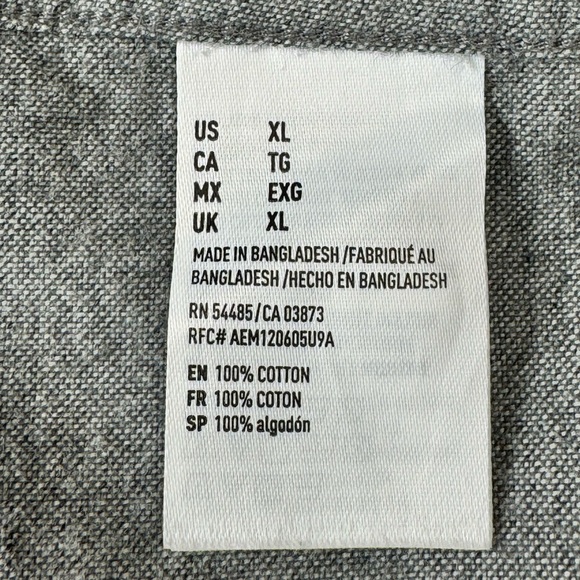 US XL
CA TG
MX EXG
UK XL
MADE IN BANGLADESH /FABRIQUÉ AU
BANGLADESH /HECHO EN BANGLADESH
RN 54485/CA 03873
RFC# AEM120605U9A
EN 100% COTTON
FR 100% COTON
SP 100% algodón